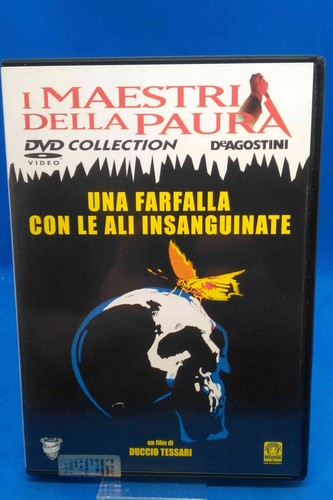 I MAESTRI
DELLA PAURA
DVD COLLECTION DeAGOSTINI
VIDEO
UNA FARFALLA
CON LE ALI INSANGUINATE
un film di
DUCCIO TESSARI